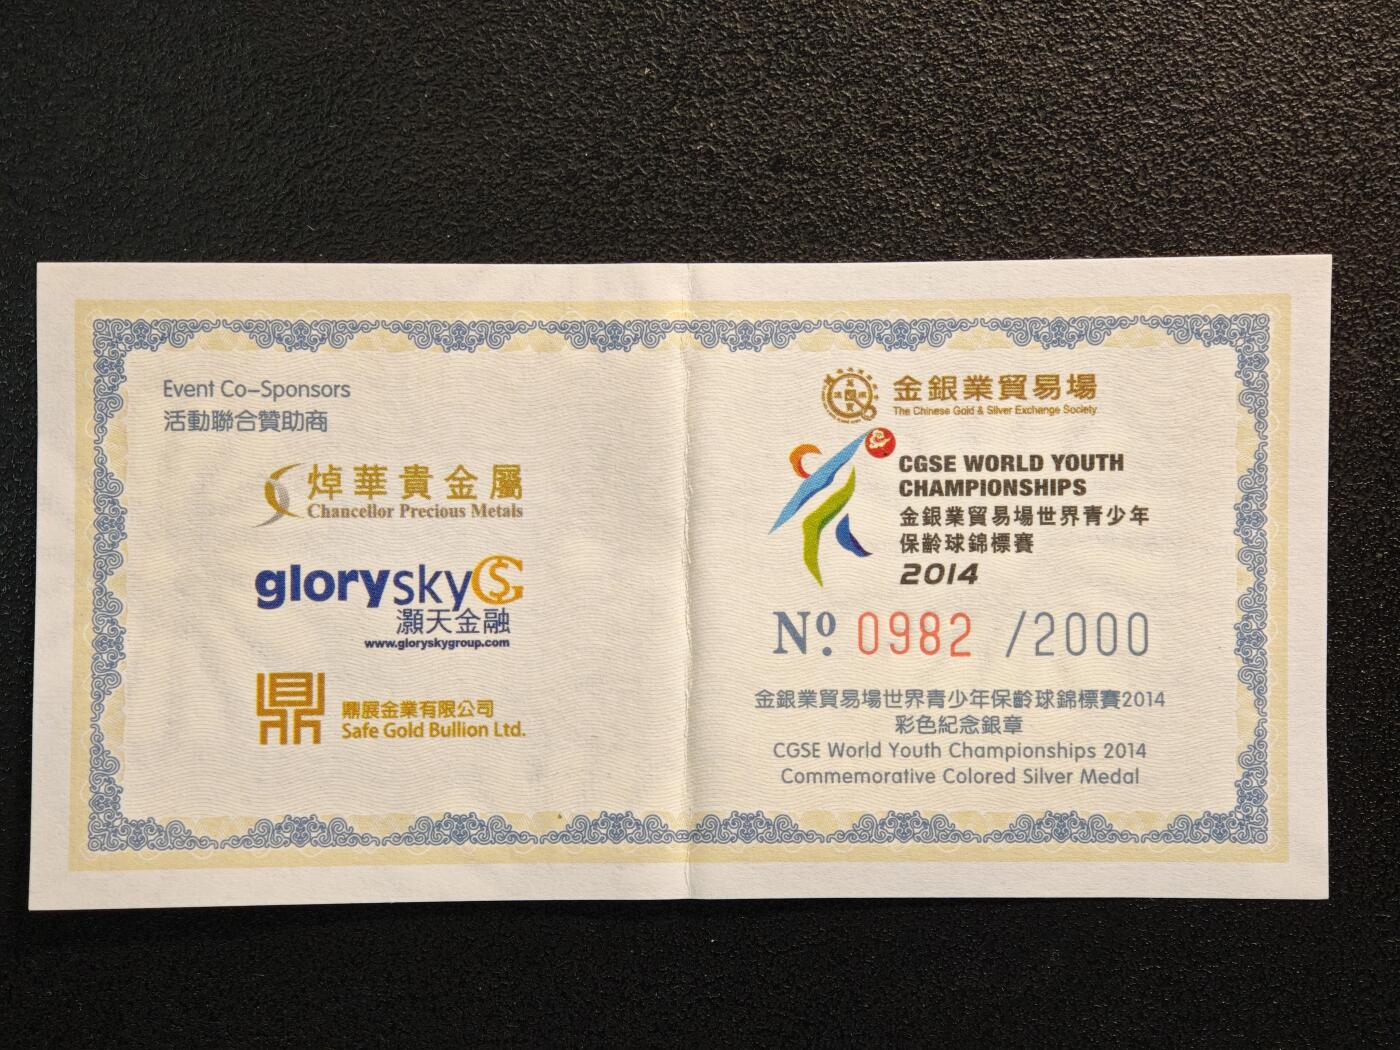 Event Co-Sponsors
活動聯合贊助商
焯華貴金屬
Chancellor Precious Metals
glorysky
灝天金融
www.gloryskygroup.com
鼎
鼎展金業有限公司
Safe Gold Bullion Ltd.
金銀業貿易場
The Chinese Gold & Silver Exchange Society
CGSE WORLD YOUTH
CHAMPIONSHIPS
金銀業貿易場世界青少年
保齡球錦標賽
2014
Nº. 0982 /2000
金銀業貿易場世界青少年保齡球錦標賽2014
彩色紀念銀章
CGSE World Youth Championships 2014
Commemorative Colored Silver Medal